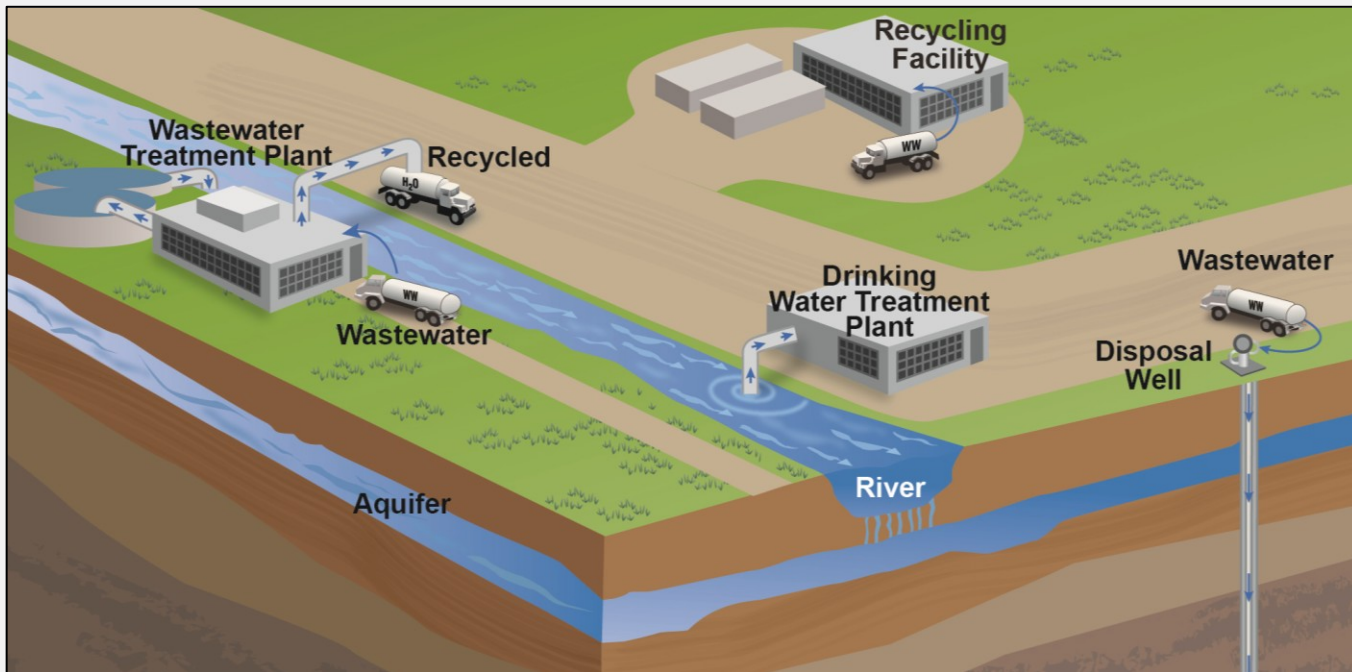 Recycling
Facility
WW
Wastewater
Treatment Plant
Recycled
H₂O
WW
Wastewater
Drinking
Water Treatment
Plant
Wastewater
WW
Disposal
Well
Aquifer
River